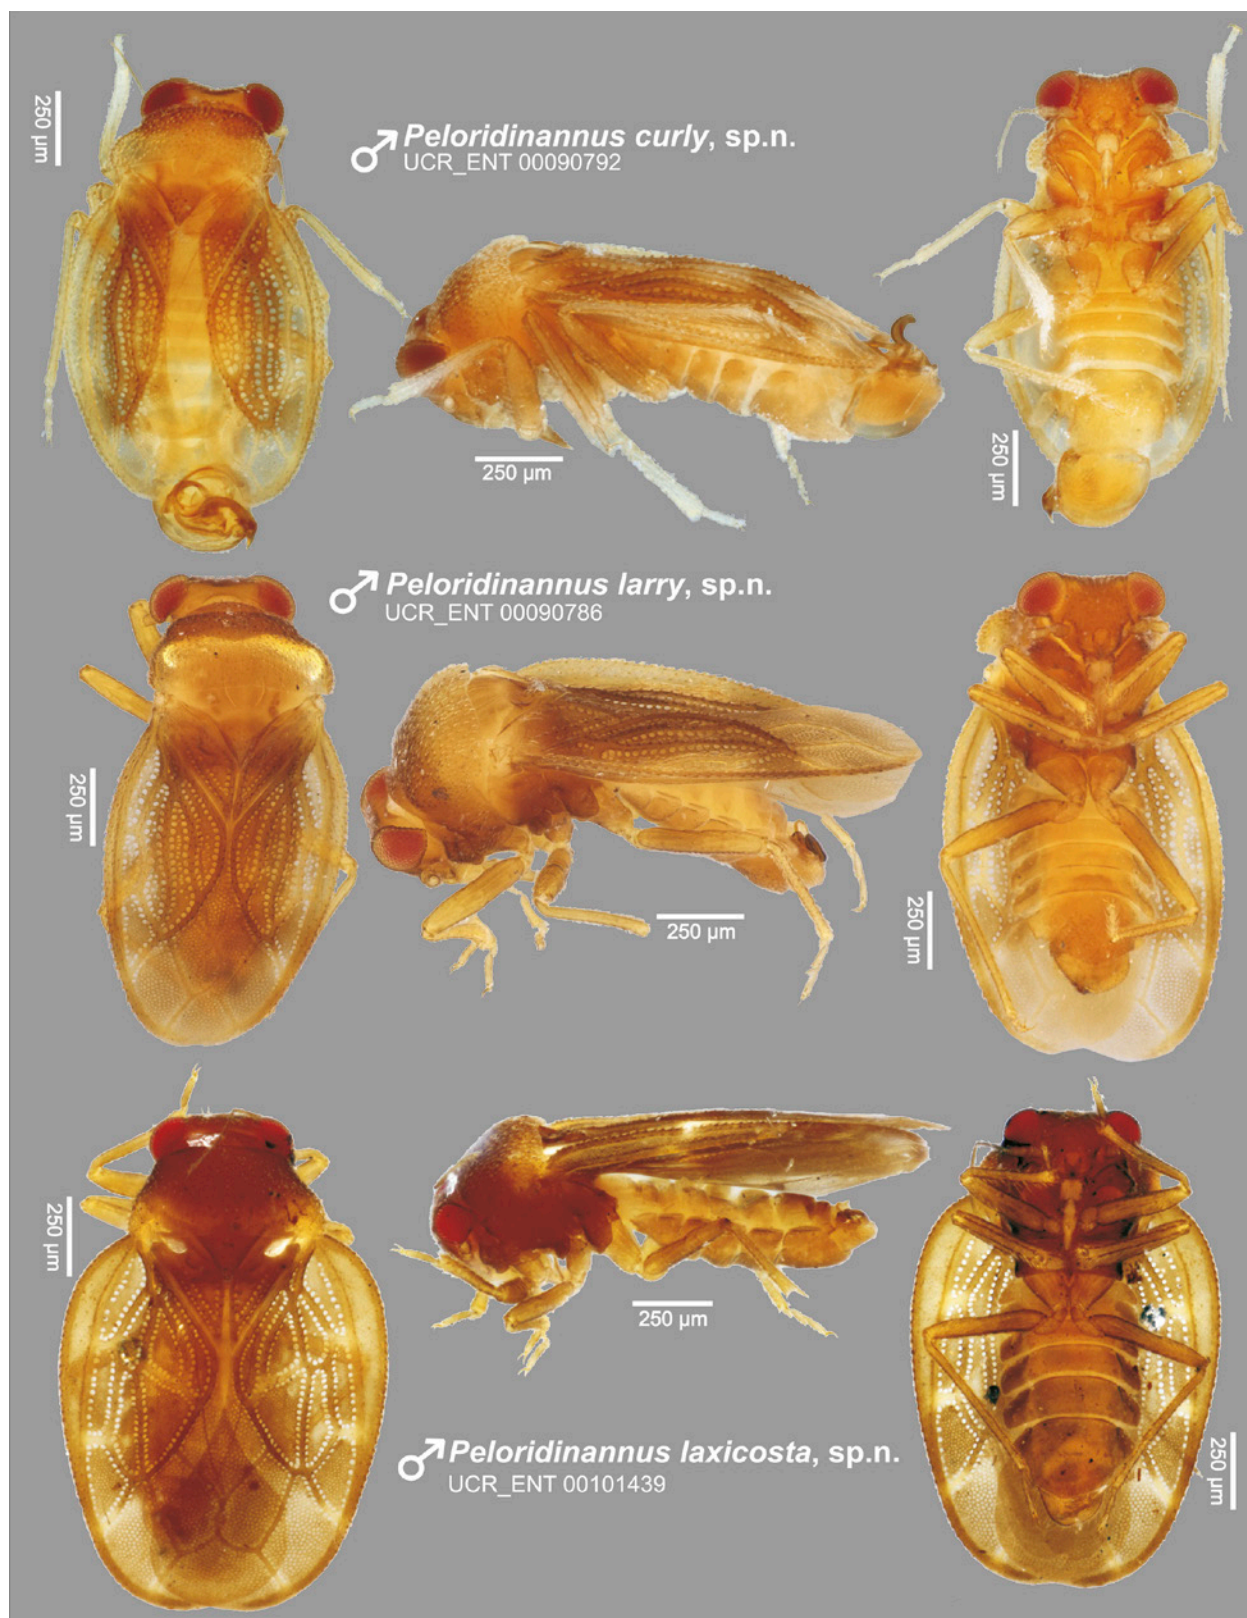 250 µm
♂ Peloridinannus curly, sp.n.
UCR_ENT 00090792
250 µm
250 µm
♂ Peloridinannus larry, sp.n.
UCR_ENT 00090786
250 µm
250 µm
250 µm
250 µm
250 µm
♂ Peloridinannus laxicosta, sp.n.
UCR_ENT 00101439
250 µm